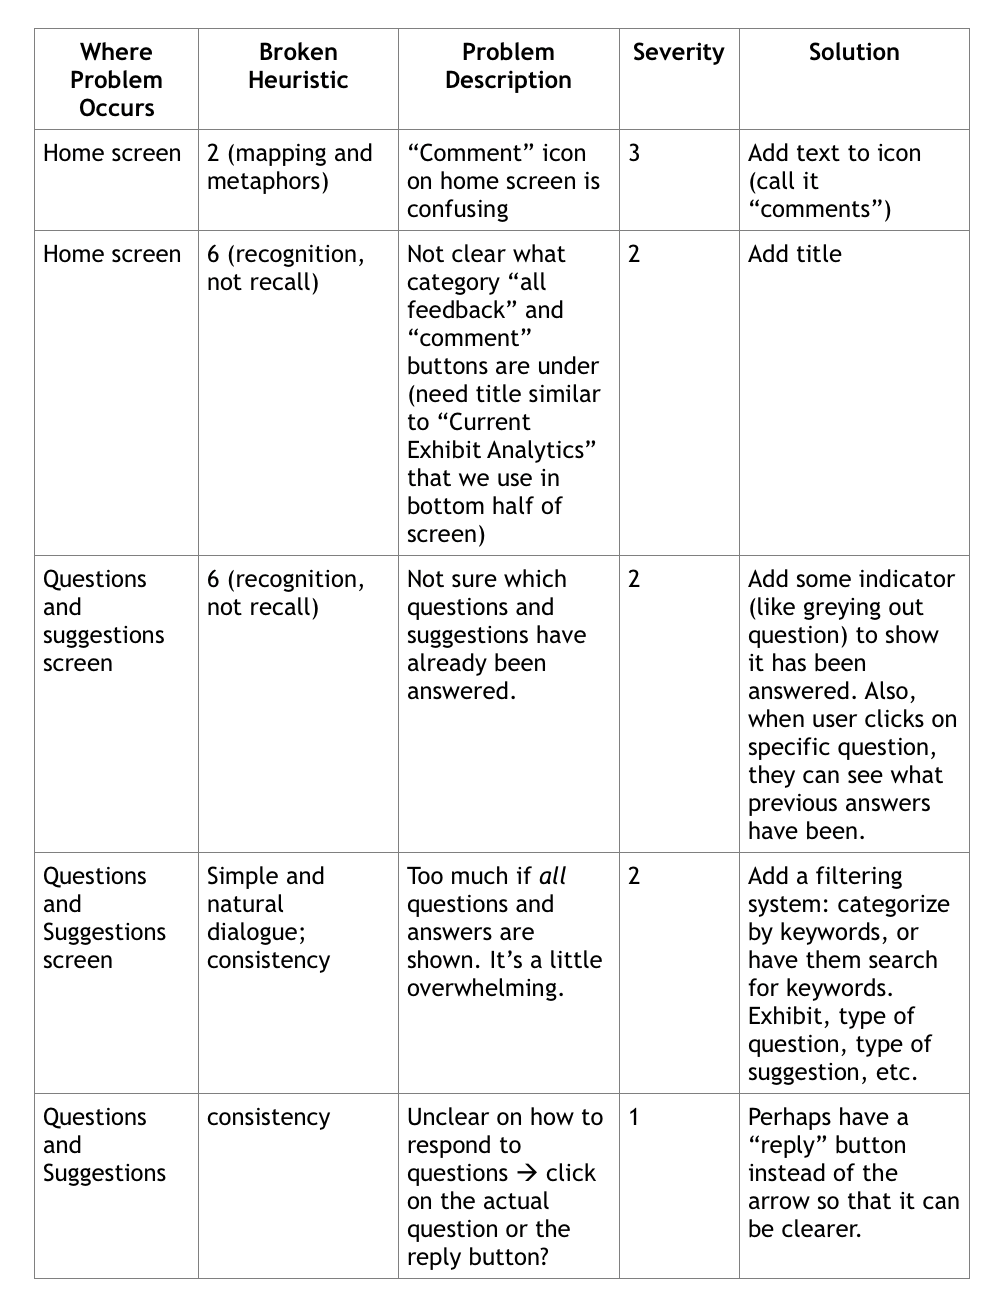 Where
Problem
Occurs
Broken
Heuristic
Problem
Description
Severity
Solution
Home screen
2 (mapping and
metaphors)
“Comment” icon
on home screen is
confusing
3
Add text to icon
(call it
“comments”)
Home screen
6 (recognition,
not recall)
Not clear what
category “all
feedback” and
“comment”
buttons are under
(need title similar
to “Current
Exhibit Analytics”
that we use in
bottom half of
screen)
2
Add title
Questions
and
suggestions
screen
6 (recognition,
not recall)
Not sure which
questions and
suggestions have
already been
answered.
2
Add some indicator
(like greying out
question) to show
it has been
answered. Also,
when user clicks on
specific question,
they can see what
previous answers
have been.
Questions
and
Suggestions
screen
Simple and
natural
dialogue;
consistency
Too much if all
questions and
answers are
shown. It’s a little
overwhelming.
2
Add a filtering
system: categorize
by keywords, or
have them search
for keywords.
Exhibit, type of
question, type of
suggestion, etc.
Questions
and
Suggestions
consistency
Unclear on how to
respond to
questions → click
on the actual
question or the
reply button?
1
Perhaps have a
“reply” button
instead of the
arrow so that it can
be clearer.